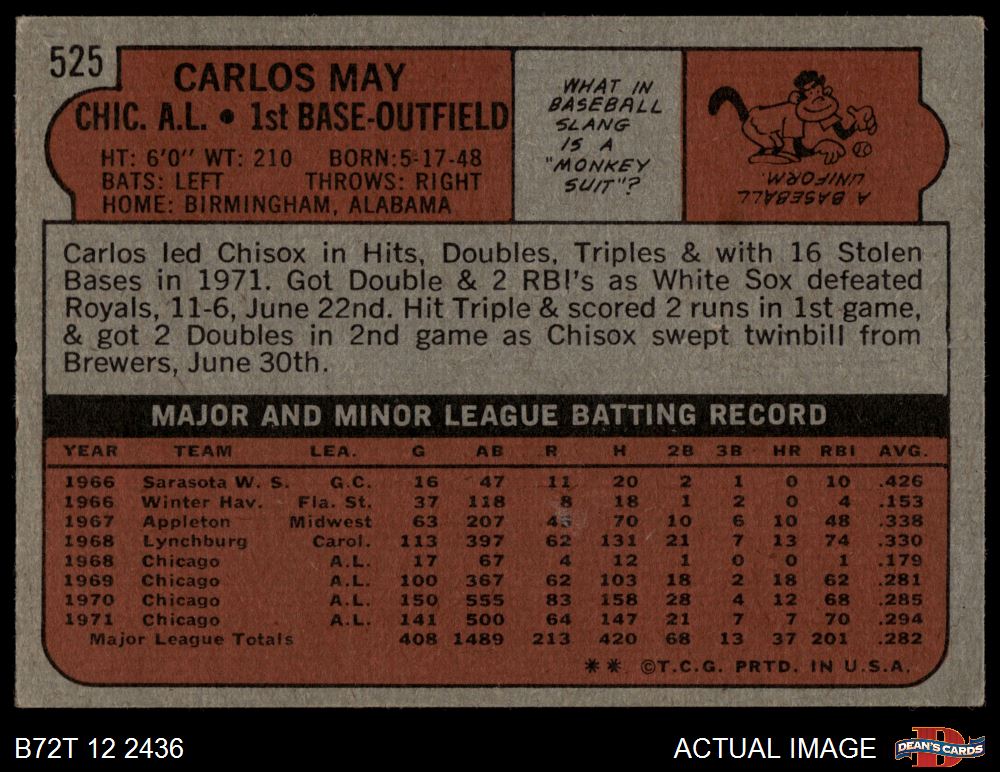 525
CARLOS MAY
CHIC. A.L. • 1st BASE-OUTFIELD
HT: 6'0" WT: 210 BORN: 5-17-48
BATS: LEFT THROWS: RIGHT
HOME: BIRMINGHAM, ALABAMA
WHAT IN
BASEBALL
SLANG
IS A
"MONKEY
SUIT"?
A BASEBALL
UNIFORM.
Carlos led Chisox in Hits, Doubles, Triples & with 16 Stolen
Bases in 1971. Got Double & 2 RBI's as White Sox defeated
Royals, 11-6, June 22nd. Hit Triple & scored 2 runs in 1st game,
& got 2 Doubles in 2nd game as Chisox swept twinbill from
Brewers, June 30th.
MAJOR AND MINOR LEAGUE BATTING RECORD
YEAR TEAM LEA. G AB R H 2B 3B HR RBI AVG.
1966 Sarasota W. S. G.C. 16 47 11 20 2 1 0 10 .426
1966 Winter Hav. Fla. St. 37 118 8 18 1 2 0 4 .153
1967 Appleton Midwest 63 207 70 10 6 10 48 .338
1968 Lynchburg Carol. 113 397 62 131 21 7 13 74 .330
1968 Chicago A.L. 17 67 4 12 1 0 0 1 .179
1969 Chicago A.L. 100 367 62 103 18 2 18 62 .281
1970 Chicago A.L. 150 555 83 158 28 4 12 68 .285
1971 Chicago A.L. 141 500 64 147 21 7 7 70 .294
Major League Totals 408 1489 213 420 68 13 37 201 .282
** ©T.C.G. PRTD. IN U.S.A.
B72T 12 2436
ACTUAL IMAGE
DEAN'S CARDS